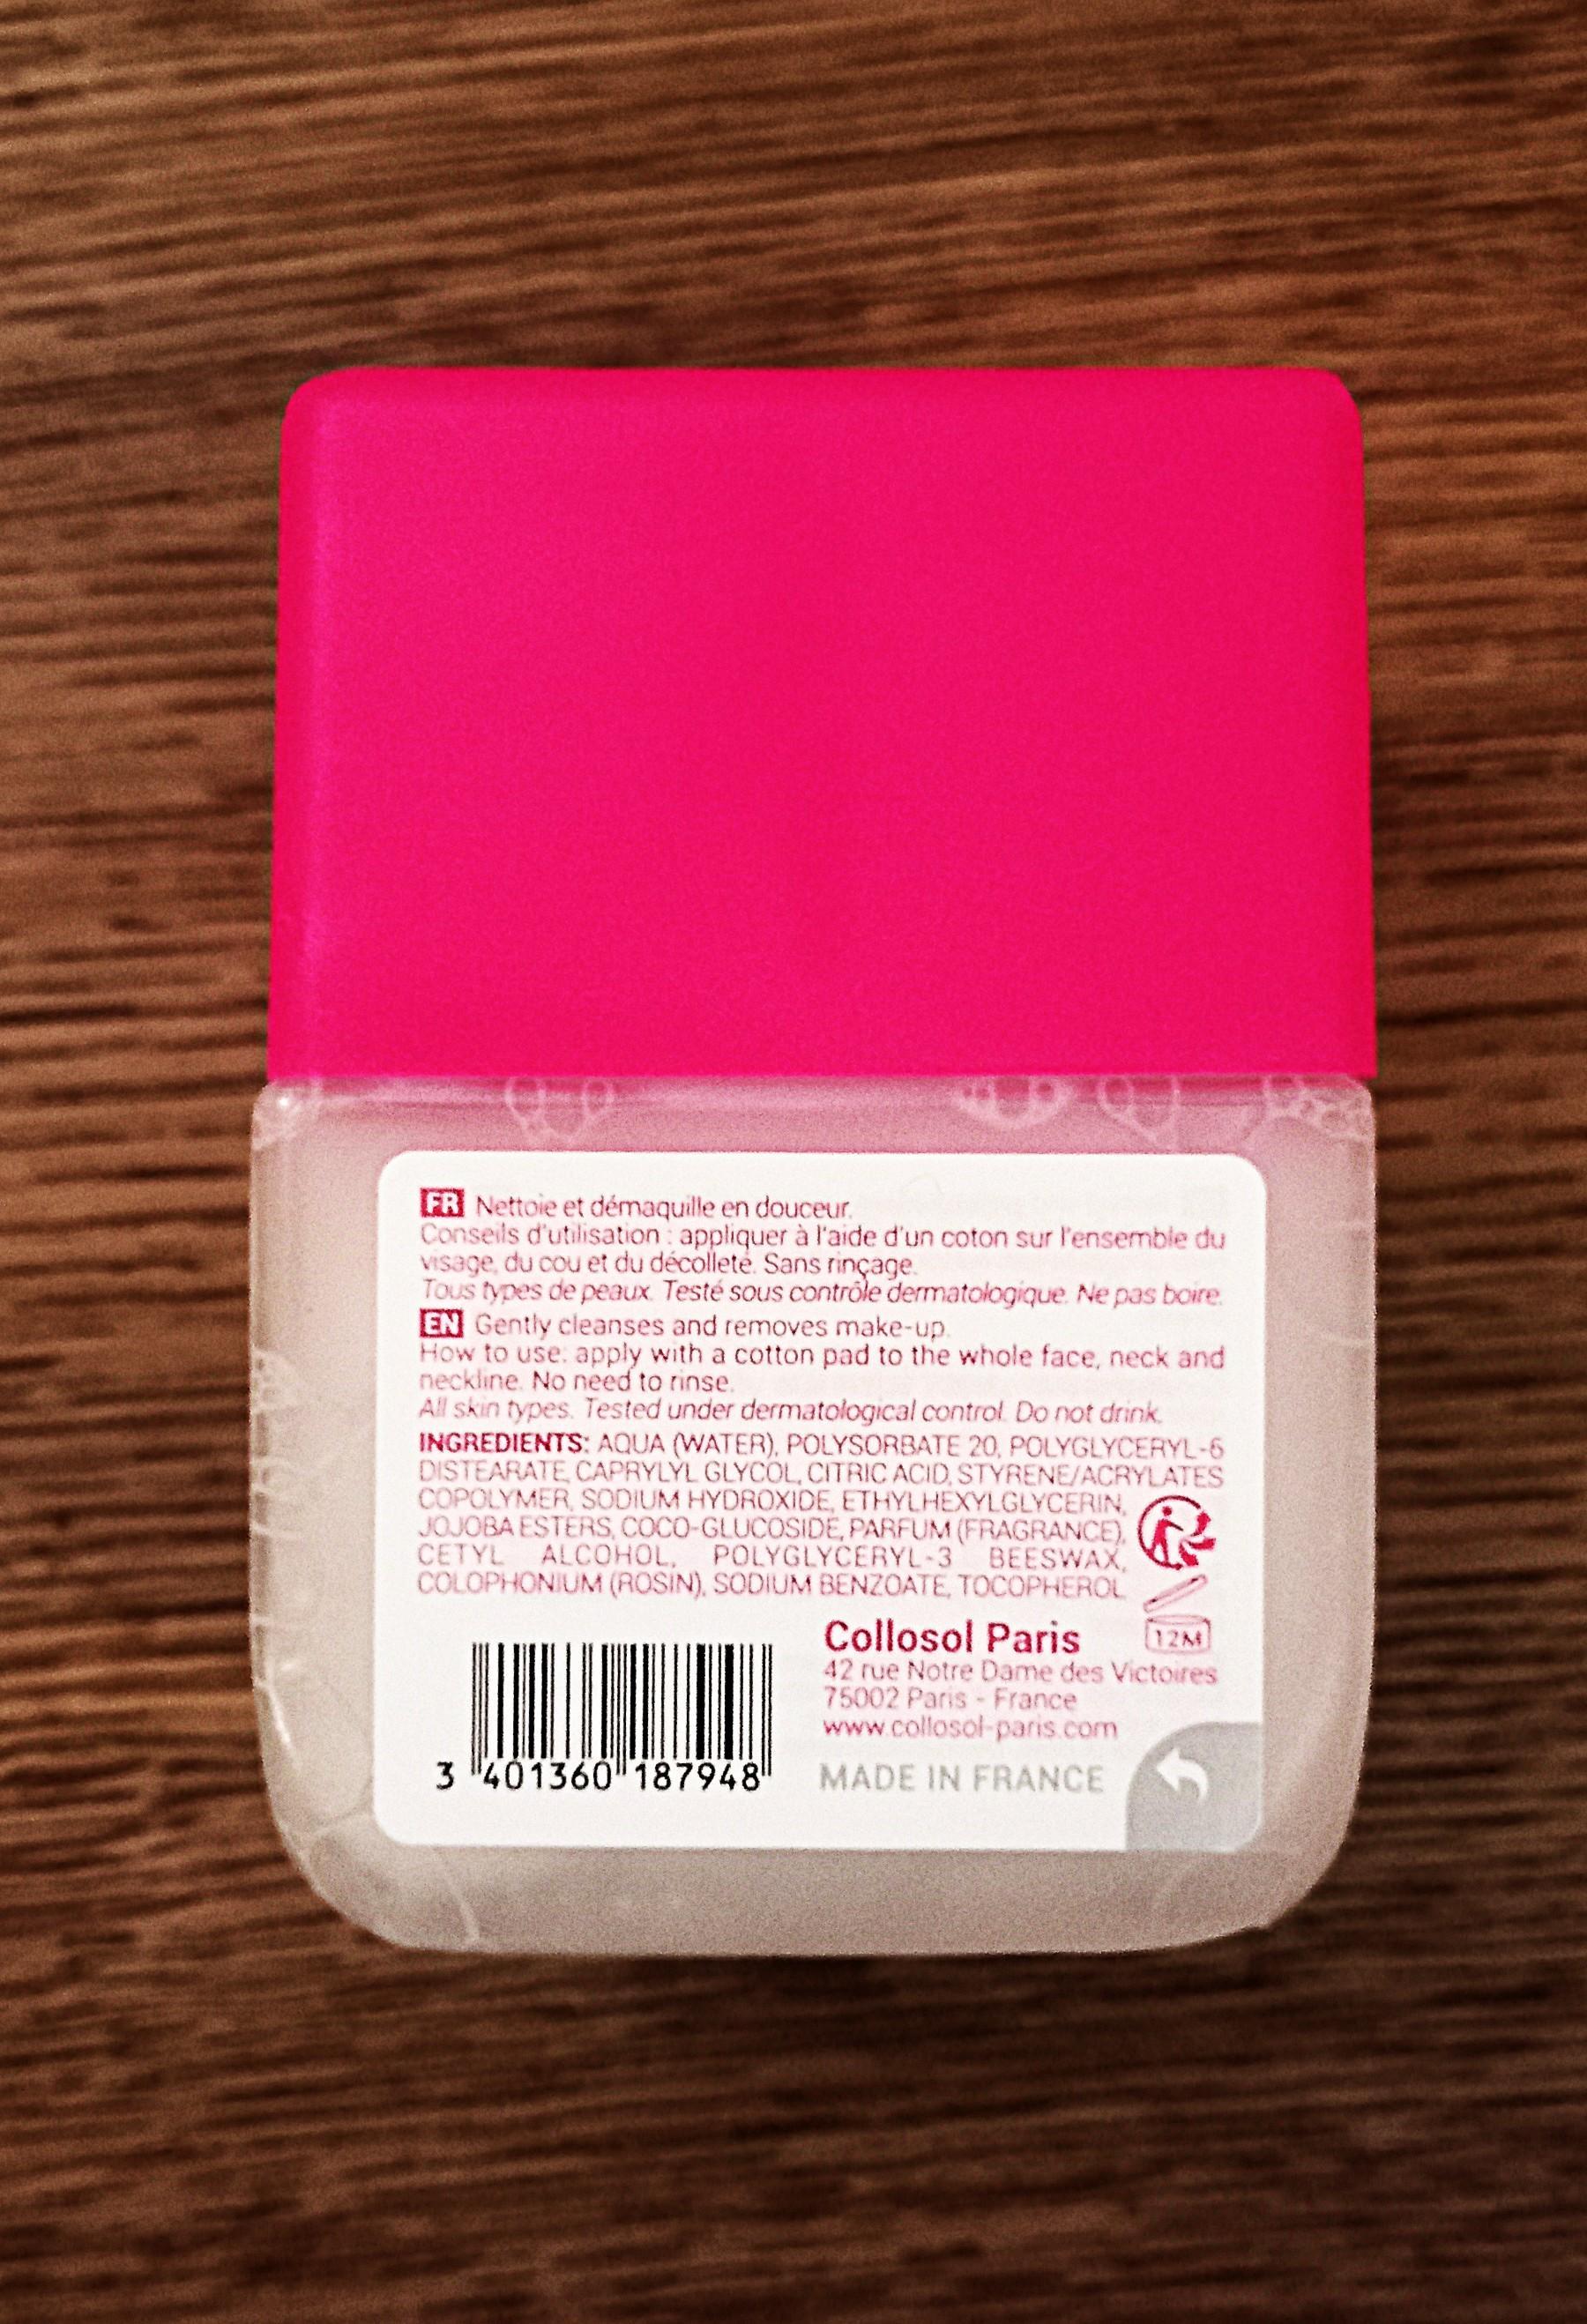 FR Nettoie et démaquille en douceur.
Conseils d'utilisation : appliquer à l'aide d'un coton sur l'ensemble du
visage, du cou et du décolleté. Sans rinçage.
Tous types de peaux. Testé sous contrôle dermatologique. Ne pas boire.
EN Gently cleanses and removes make-up.
How to use: apply with a cotton pad to the whole face, neck and
neckline. No need to rinse.
All skin types. Tested under dermatological control. Do not drink.
INGREDIENTS: AQUA (WATER), POLYSORBATE 20, POLYGLYCERYL-6
DISTEARATE, CAPRYLYL GLYCOL, CITRIC ACID, STYRENE/ACRYLATES
COPOLYMER, SODIUM HYDROXIDE, ETHYLHEXYLGLYCERIN,
JOJOBA ESTERS, COCO-GLUCOSIDE, PARFUM (FRAGRANCE),
CETYL ALCOHOL, POLYGLYCERYL-3 BEESWAX,
COLOPHONIUM (ROSIN), SODIUM BENZOATE, TOCOPHEROL
12M
Collosol Paris
42 rue Notre Dame des Victoires
75002 Paris - France
www.collosol-paris.com
MADE IN FRANCE
3 401360 187948